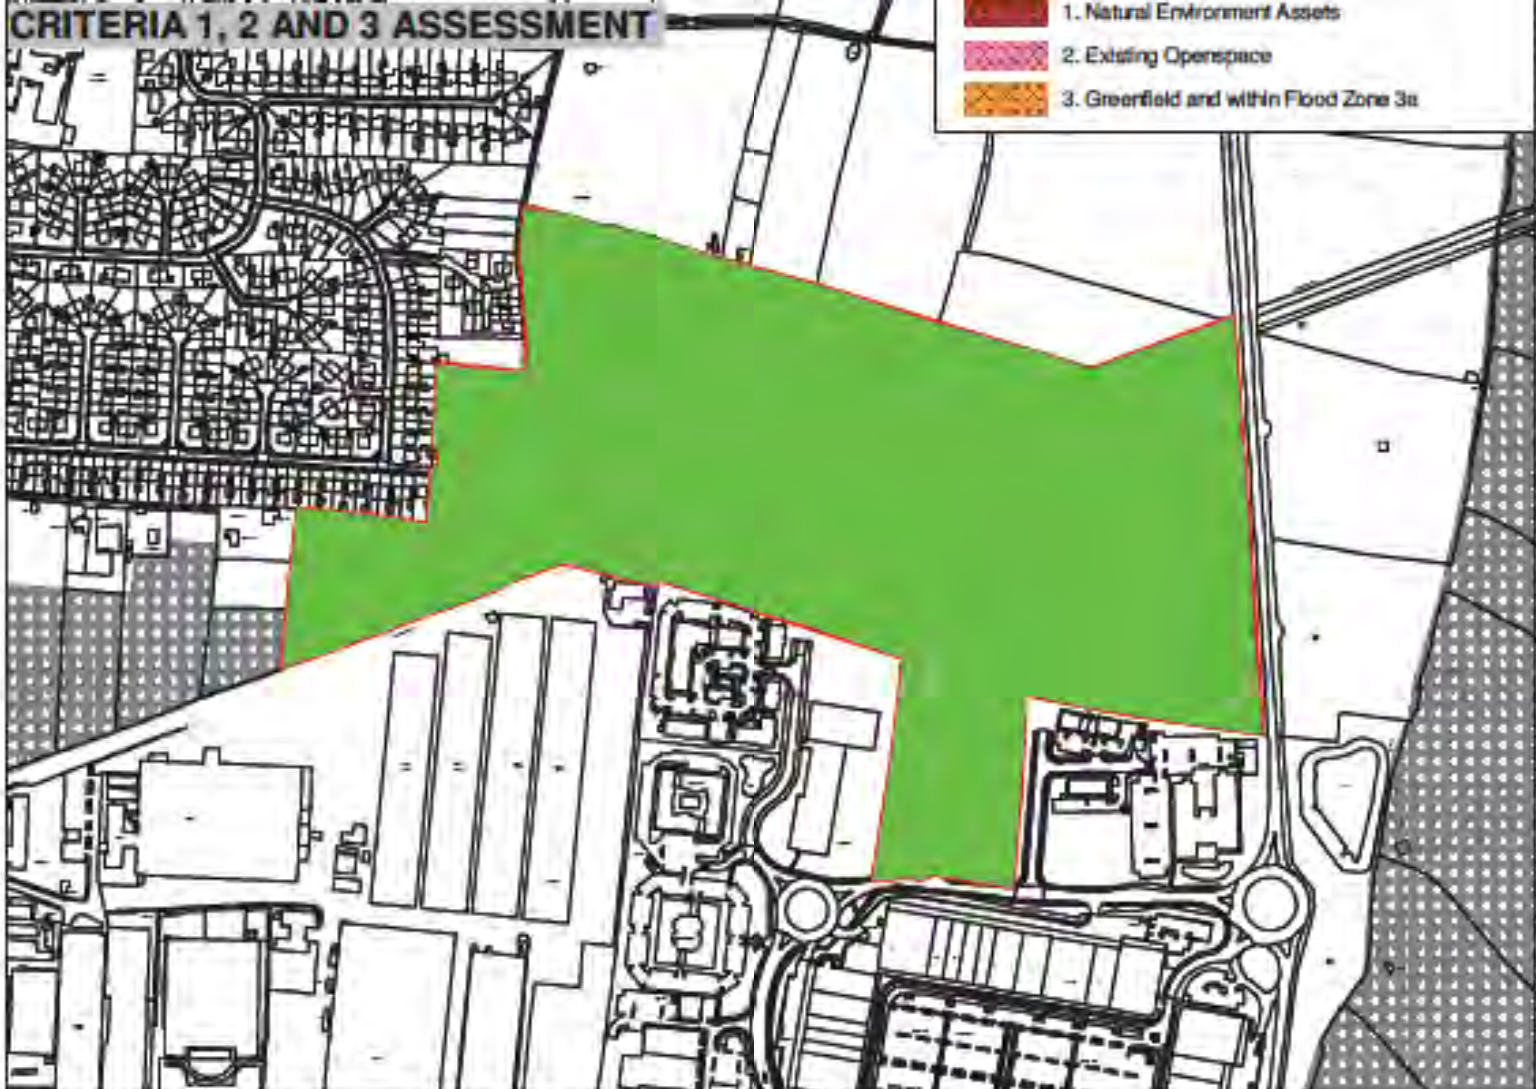 CRITERIA 1, 2 AND 3 ASSESSMENT
1. Natural Environment Assets
2. Existing Openspace
3. Greenfield and within Flood Zone 3a